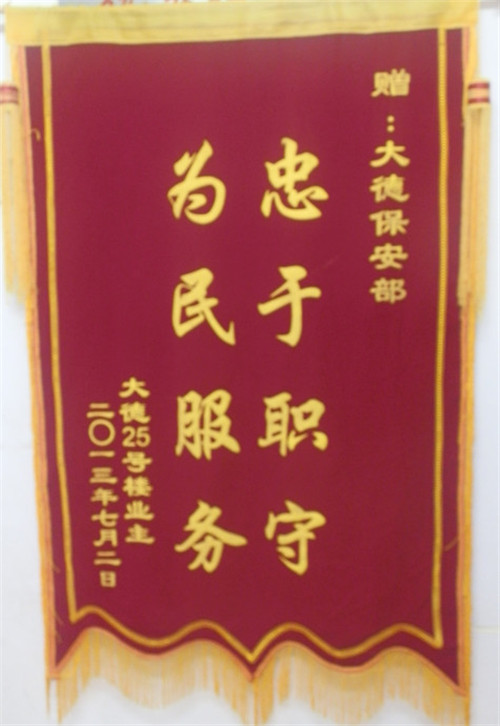 赠：大德保安部
忠于职守
为民服务
大德25号楼业主
二〇一三年七月二日